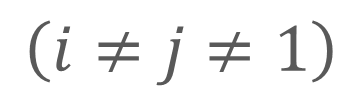 (𝑖 ≠ 𝑗 ≠ 1)